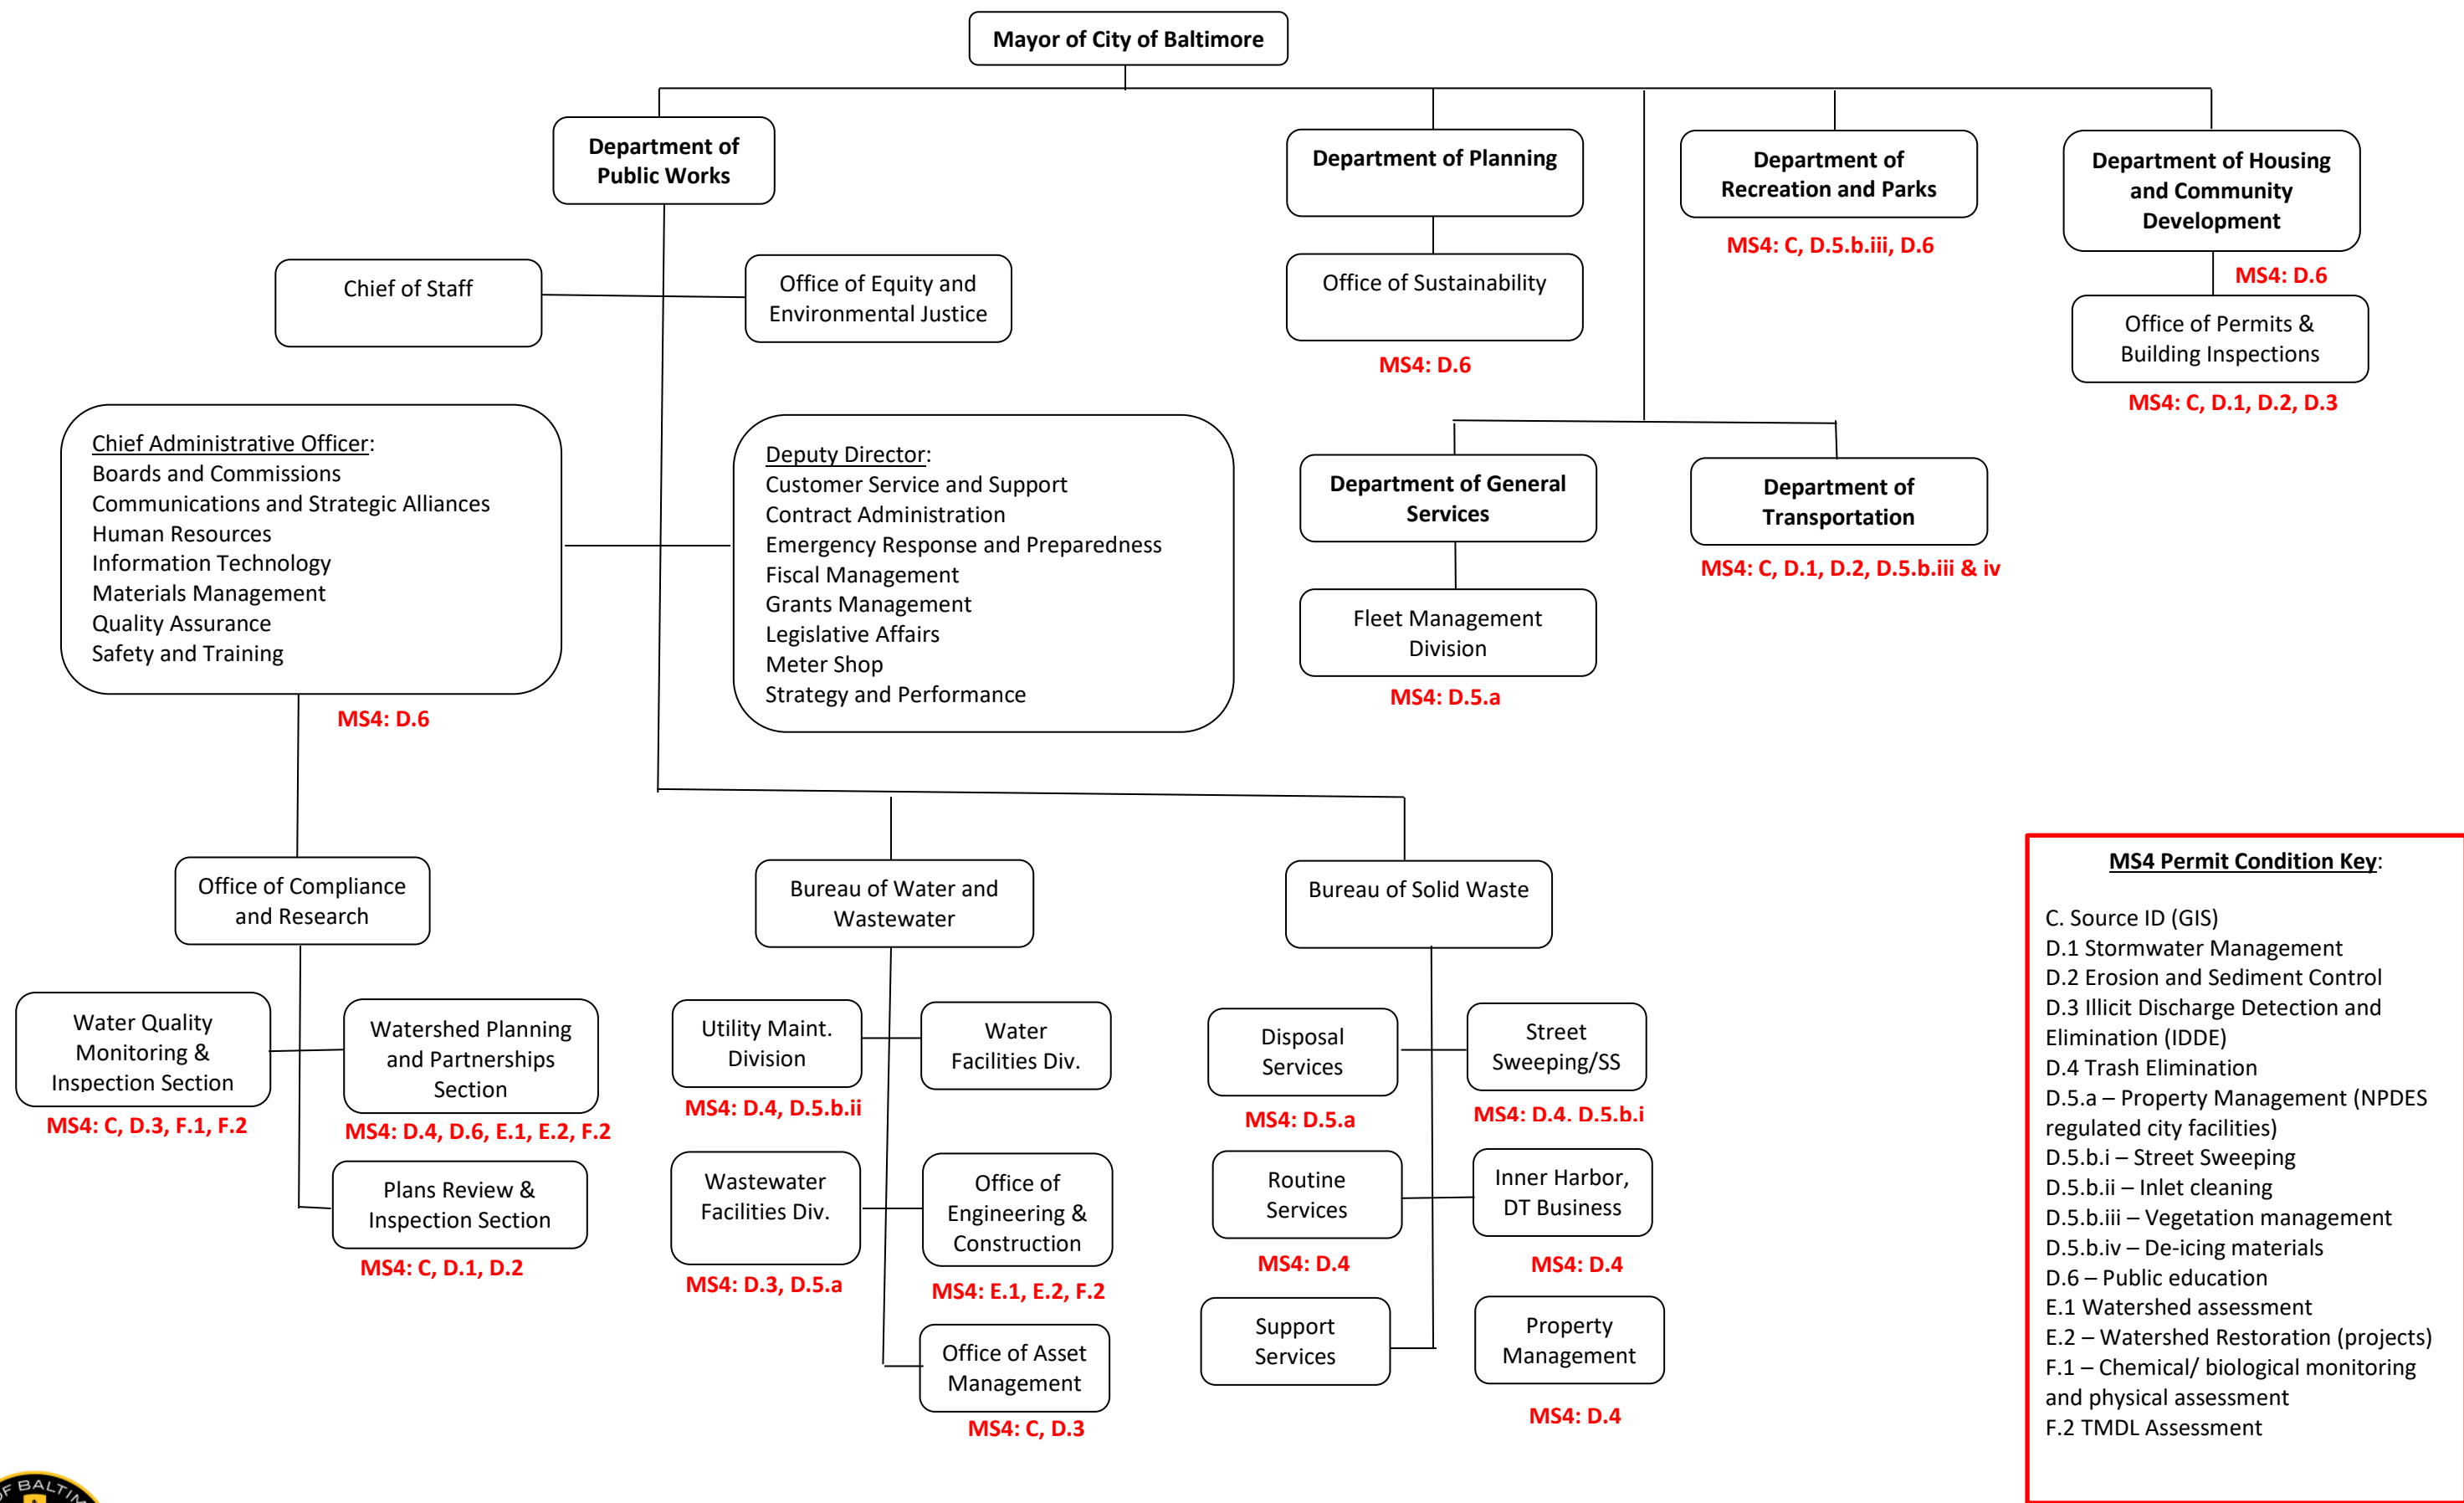 Mayor of City of Baltimore
Department of
Public Works
Department of Planning
Department of
Recreation and Parks
MS4: C, D.5.b.iii, D.6
Department of Housing
and Community
Development
MS4: D.6
Chief of Staff
Office of Equity and
Environmental Justice
Office of Sustainability
MS4: D.6
Office of Permits &
Building Inspections
MS4: C, D.1, D.2, D.3
Chief Administrative Officer:
Boards and Commissions
Communications and Strategic Alliances
Human Resources
Information Technology
Materials Management
Quality Assurance
Safety and Training
MS4: D.6
Deputy Director:
Customer Service and Support
Contract Administration
Emergency Response and Preparedness
Fiscal Management
Grants Management
Legislative Affairs
Meter Shop
Strategy and Performance
Department of General
Services
Department of
Transportation
MS4: C, D.1, D.2, D.5.b.iii & iv
Fleet Management
Division
MS4: D.5.a
Office of Compliance
and Research
Bureau of Water and
Wastewater
Bureau of Solid Waste
Water Quality
Monitoring &
Inspection Section
MS4: C, D.3, F.1, F.2
Watershed Planning
and Partnerships
Section
MS4: D.4, D.6, E.1, E.2, F.2
Plans Review &
Inspection Section
MS4: C, D.1, D.2
Utility Maint.
Division
MS4: D.4, D.5.b.ii
Water
Facilities Div.
Wastewater
Facilities Div.
MS4: D.3, D.5.a
Office of
Engineering &
Construction
MS4: E.1, E.2, F.2
Office of Asset
Management
MS4: C, D.3
Disposal
Services
MS4: D.5.a
Street
Sweeping/SS
MS4: D.4. D.5.b.i
Routine
Services
MS4: D.4
Inner Harbor,
DT Business
MS4: D.4
Support
Services
Property
Management
MS4: D.4
MS4 Permit Condition Key:
C. Source ID (GIS)
D.1 Stormwater Management
D.2 Erosion and Sediment Control
D.3 Illicit Discharge Detection and
Elimination (IDDE)
D.4 Trash Elimination
D.5.a – Property Management (NPDES
regulated city facilities)
D.5.b.i – Street Sweeping
D.5.b.ii – Inlet cleaning
D.5.b.iii – Vegetation management
D.5.b.iv – De-icing materials
D.6 – Public education
E.1 Watershed assessment
E.2 – Watershed Restoration (projects)
F.1 – Chemical/ biological monitoring
and physical assessment
F.2 TMDL Assessment
OF